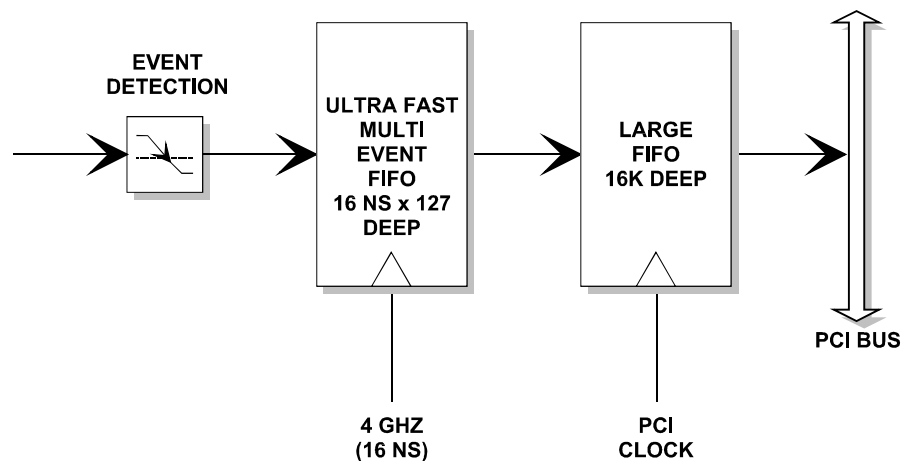 EVENT
DETECTION
ULTRA FAST
MULTI
EVENT
FIFO
16 NS x 127
DEEP
LARGE
FIFO
16K DEEP
PCI BUS
4 GHZ
(16 NS)
PCI
CLOCK